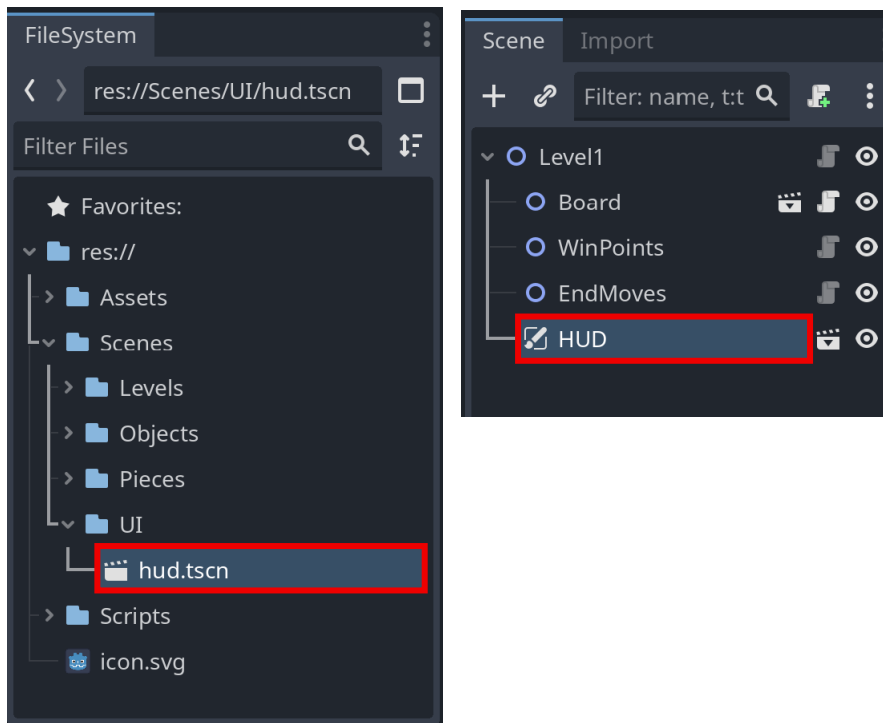 FileSystem
res://Scenes/UI/hud.tscn
Filter Files
Favorites:
res://
Assets
Scenes
Levels
Objects
Pieces
UI
hud.tscn
Scripts
icon.svg
Scene Import
Filter: name, t:t
Level1
Board
WinPoints
EndMoves
HUD